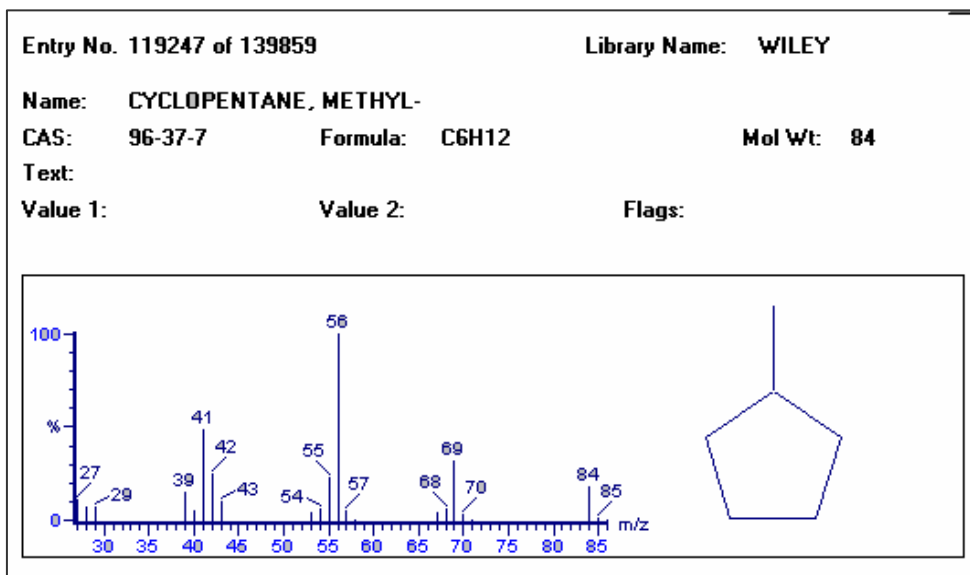 Entry No. 119247 of 139859 Library Name: WILEY
Name: CYCLOPENTANE, METHYL-
CAS: 96-37-7 Formula: C6H12 Mol Wt: 84
Text:
Value 1: Value 2: Flags:
56
100
41
%
42
55
69
27
39
29
43
54
57
68
70
84
85
0
m/z
30 35 40 45 50 55 60 65 70 75 80 85